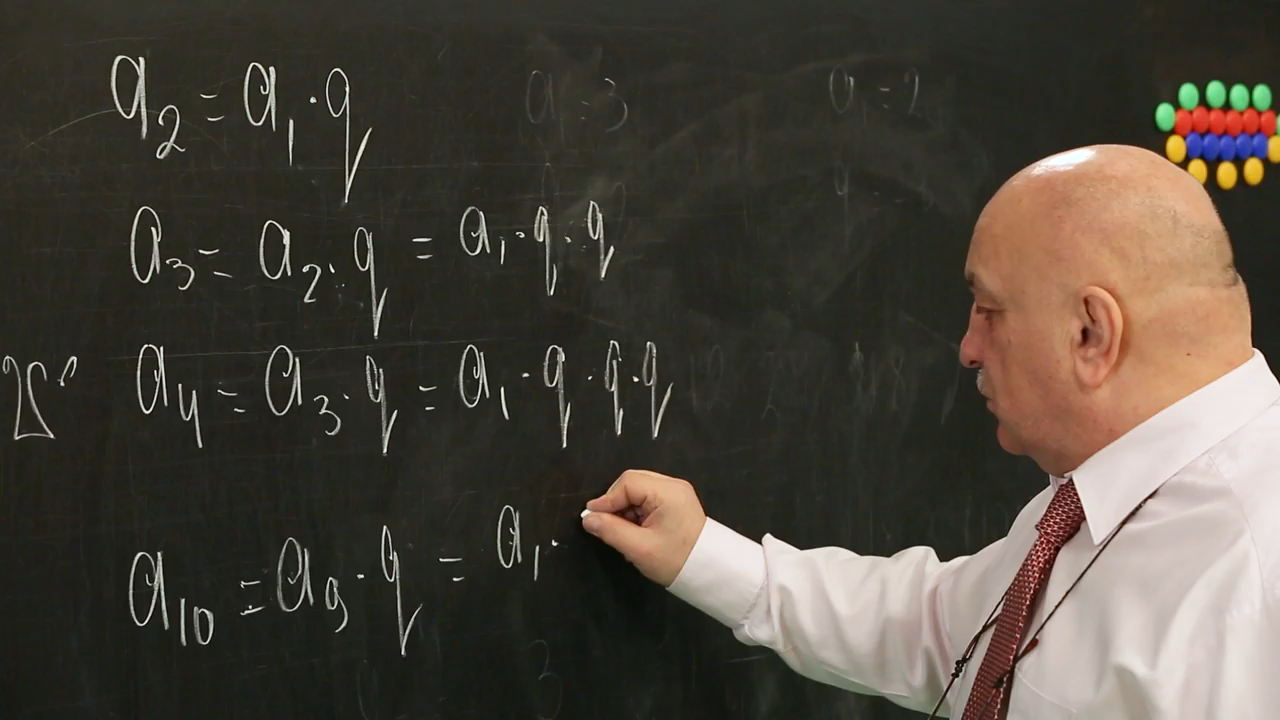 a₂ = a₁ · q
a₃ = a₂ · q = a₁ · q · q
a₄ = a₃ · q = a₁ · q · q · q
a₁₀ = a₉ · q = a₁ ·